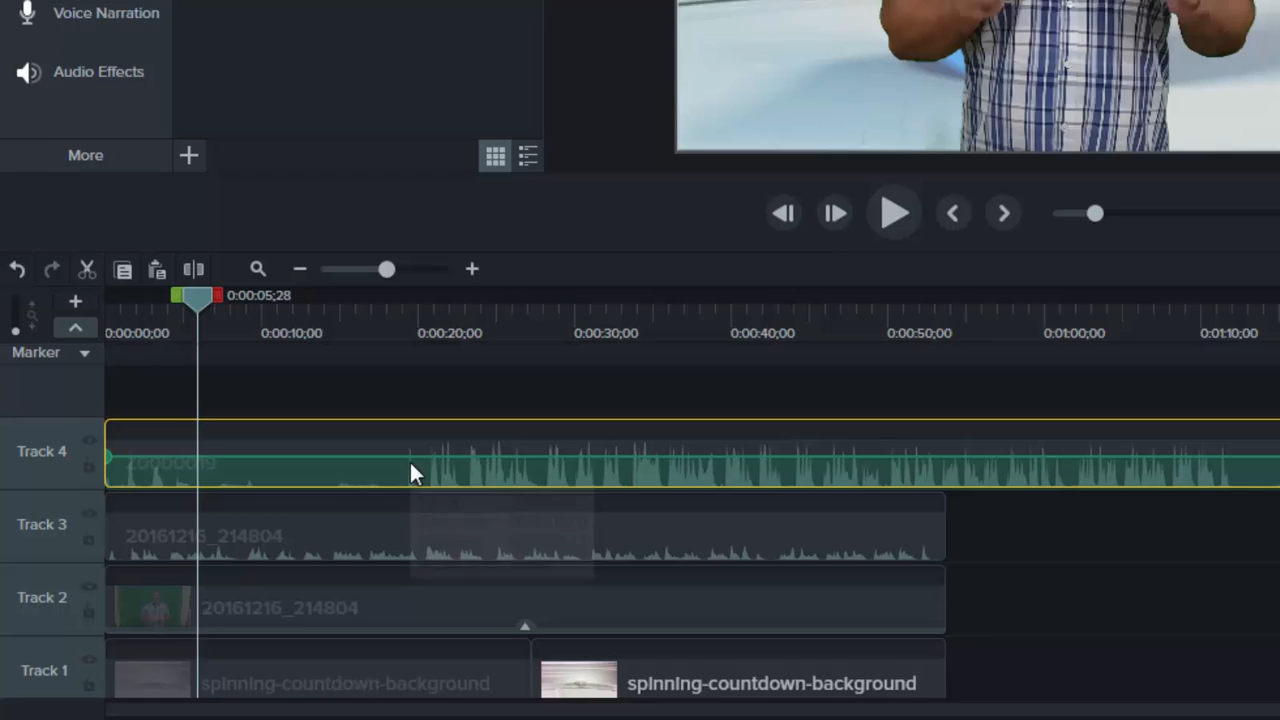 Voice Narration
Audio Effects
More
0:00:05;28
0:00:00;00 0:00:10;00 0:00:20;00 0:00:30;00 0:00:40;00 0:00:50;00 0:01:00;00 0:01:10;00
Marker
Track 4
Track 3
20161216_214804
Track 2
20161216_214804
Track 1
spinning-countdown-background
spinning-countdown-background